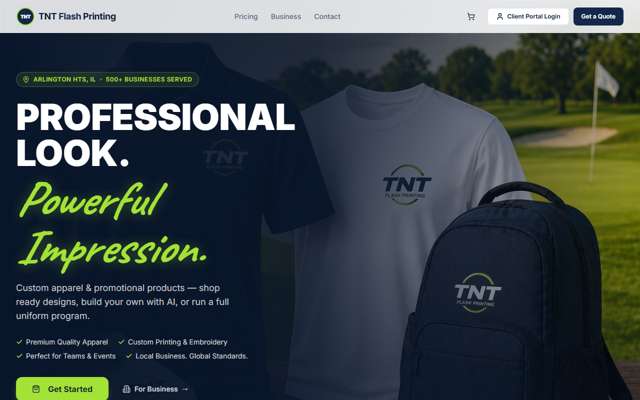 TNT
TNT Flash Printing
Pricing
Business
Contact
Client Portal Login
Get a Quote
ARLINGTON HTS, IL • 500+ BUSINESSES SERVED
PROFESSIONAL
LOOK.
Powerful
Impression.
Custom apparel & promotional products — shop
ready designs, build your own with AI, or run a full
uniform program.
Premium Quality Apparel
Custom Printing & Embroidery
Perfect for Teams & Events
Local Business. Global Standards.
Get Started
For Business →
TNT
TNT
FLASH PRINTING
TNT
FLASH PRINTING